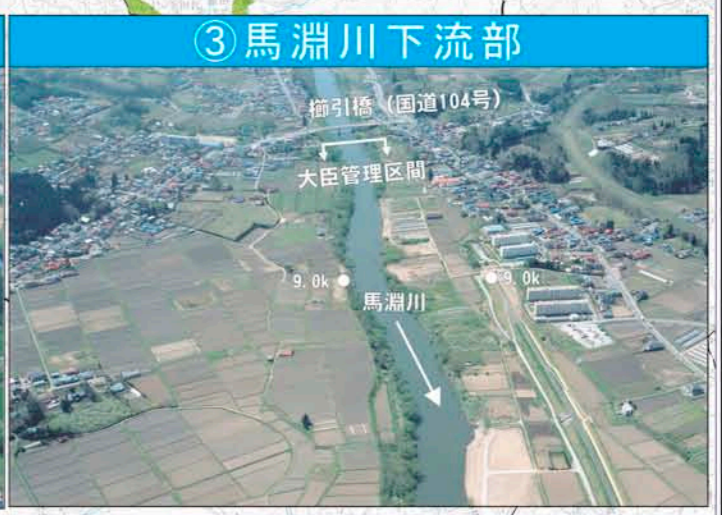 ③馬淵川下流部
櫛引橋（国道104号）
大臣管理区間
9.0k
9.0k
馬淵川